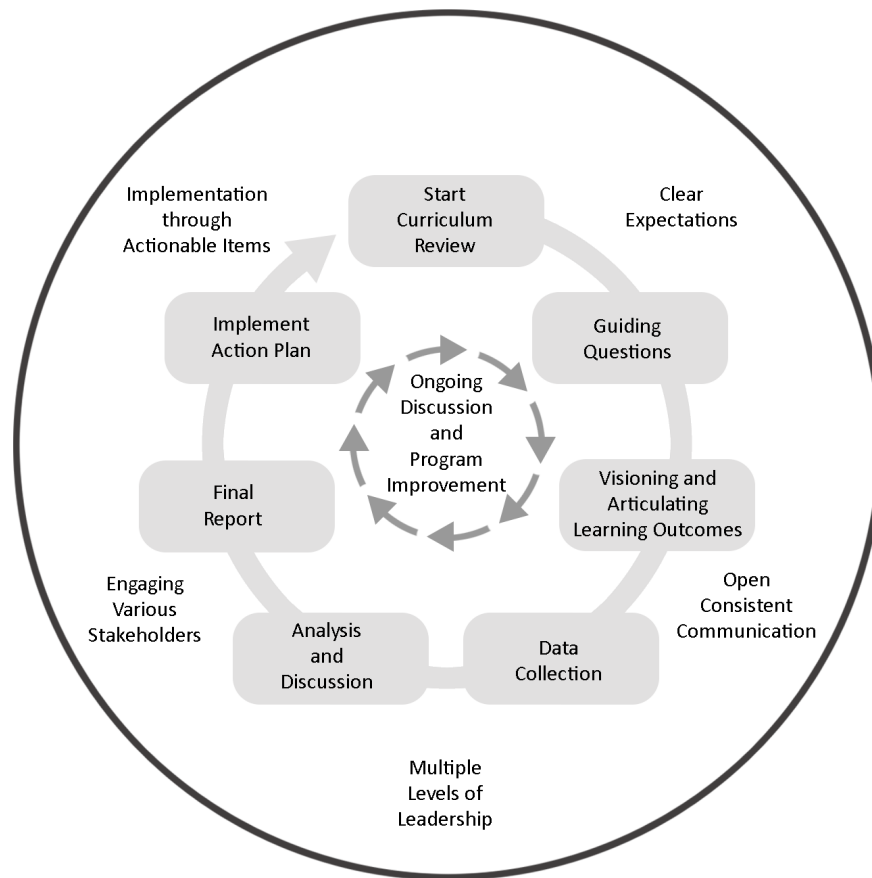 Start
Curriculum
Review
Guiding
Questions
Visioning and
Articulating
Learning Outcomes
Data
Collection
Analysis
and
Discussion
Final
Report
Implement
Action Plan
Ongoing
Discussion
and
Program
Improvement
Clear
Expectations
Open
Consistent
Communication
Multiple
Levels of
Leadership
Engaging
Various
Stakeholders
Implementation
through
Actionable Items